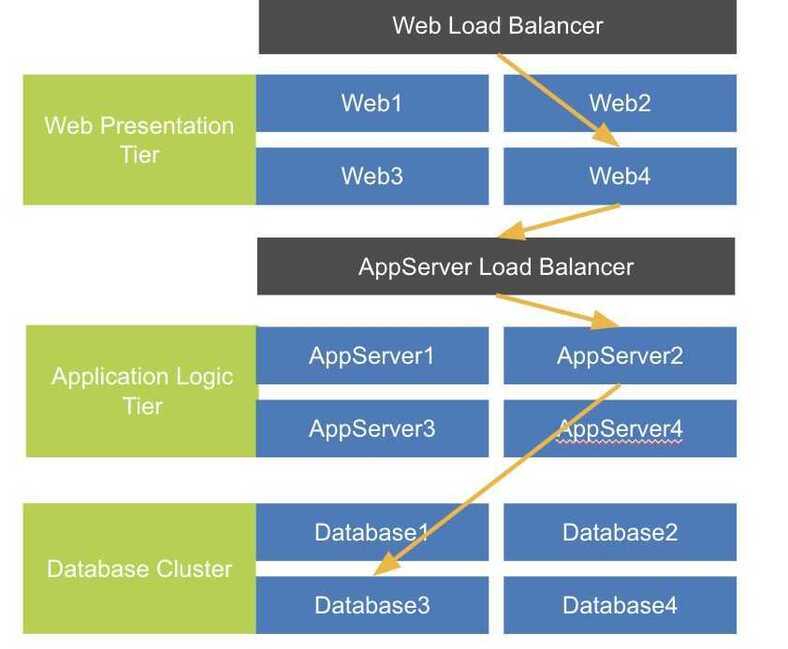 Web Load Balancer
Web Presentation
Tier
Web1
Web2
Web3
Web4
AppServer Load Balancer
Application Logic
Tier
AppServer1
AppServer2
AppServer3
AppServer4
Database Cluster
Database1
Database2
Database3
Database4